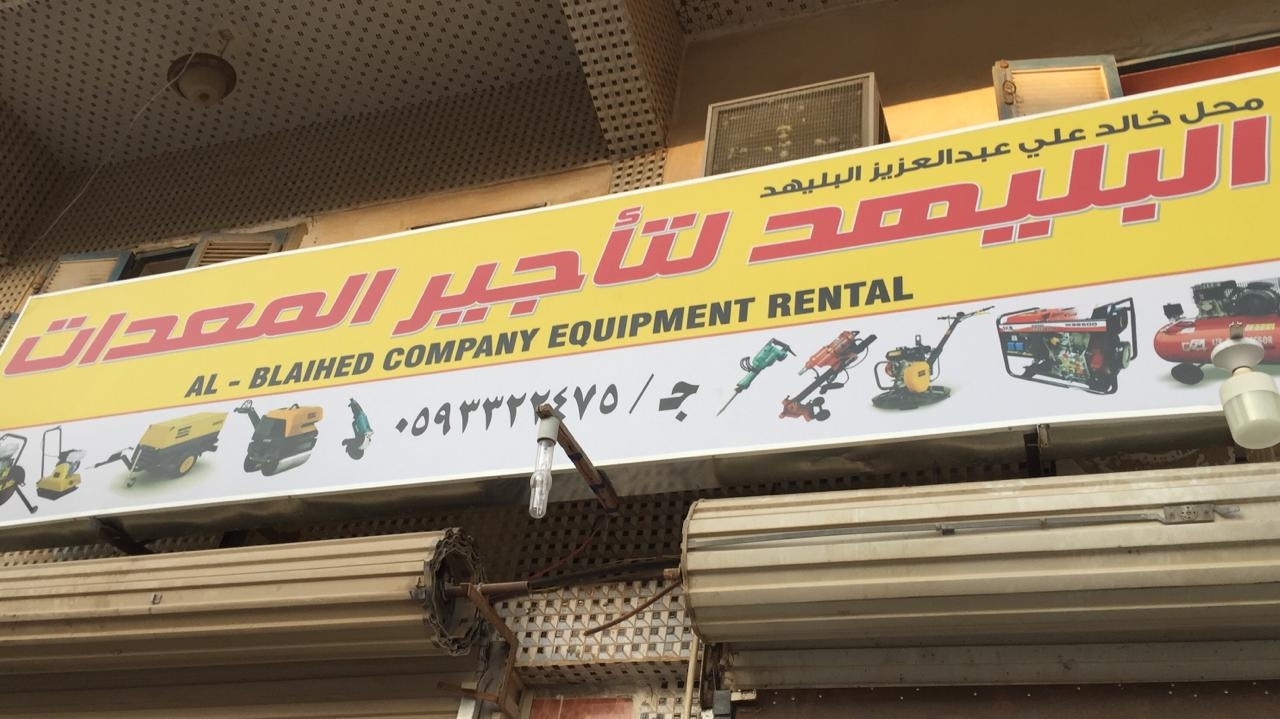 محل خالد علي عبدالعزيز البليهد
البليهد لتأجير المعدات
AL - BLAIHED COMPANY EQUIPMENT RENTAL
ج / ٠٥٩٣٣٢٢٤٧٥